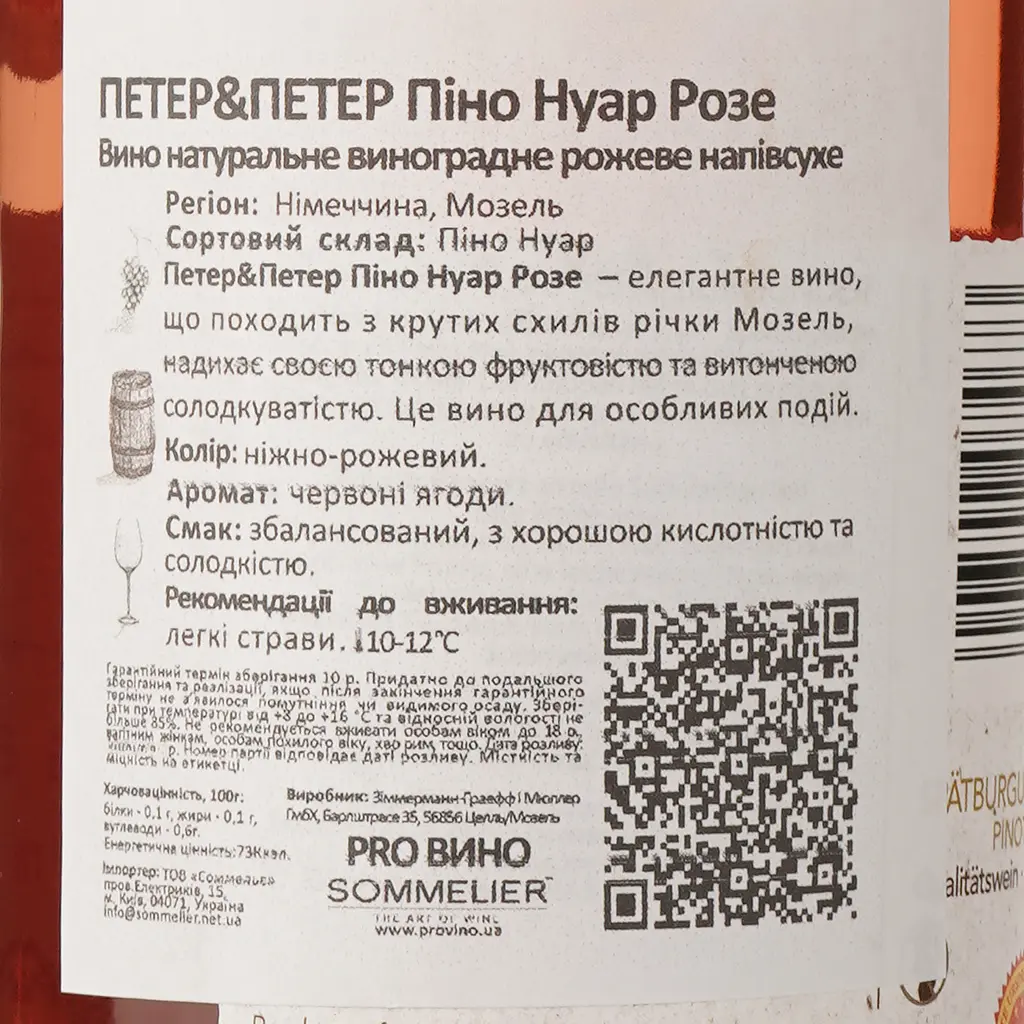 ПЕТЕР&ПЕТЕР Піно Нуар Розе
Вино натуральне виноградне рожеве напівсухе
Регіон: Німеччина, Мозель
Сортовий склад: Піно Нуар
Петер&Петер Піно Нуар Розе – елегантне вино,
що походить з крутих схилів річки Мозель,
надихає своєю тонкою фруктовістю та витонченою
солодкуватістю. Це вино для особливих подій.
Колір: ніжно-рожевий.
Аромат: червоні ягоди.
Смак: збалансований, з хорошою кислотністю та
солодкістю.
Рекомендації до вживання:
легкі страви. 10-12°С
Гарантійний термін зберігання 10 р. Придатно до подальшого
зберігання та реалізації, якщо після закінчення гарантійного
терміну не з'явилося помутніння чи видимого осаду. Збері-
гати при температурі від +8 до +16 °С та відносній вологості не
більше 85%. Не рекомендується вживати особам віком до 18 р.,
вагітним жінкам, особам похилого віку, хворим тощо. Дата розливу:
р. Номер партії відповідає даті розливу. Місткість та
міцність на етикетці.
Харчова цінність, 100г:
білки - 0,1 г, жири - 0,1 г,
вуглеводи - 0,6г.
Енергетична цінність:73Ккал.
Імпортер: ТОВ «Соммельє»
пров.Електриків, 15,
м. Київ, 04071, Україна
info@sommelier.net.ua
Виробник: Зіммерманн-Граефф і Мюллер
ГмбХ, Барлштрасе 35, 56856 Целль/Мозель
PRO ВИНО
SOMMELIER
THE ART OF WINE
www.provino.ua
ÄTBURGU
PINO
alitätswein